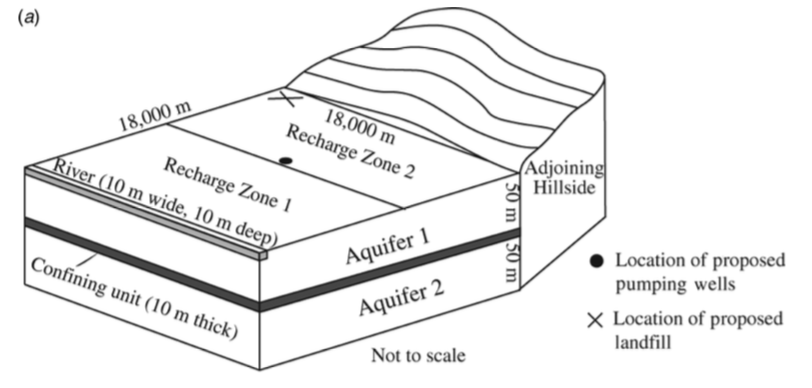 (a)
18,000 m
18,000 m
Recharge Zone 2
Recharge Zone 1
River (10 m wide, 10 m deep)
Adjoining
Hillside
50 m
50 m
Aquifer 1
Aquifer 2
Confining unit (10 m thick)
Not to scale
Location of proposed
pumping wells
Location of proposed
landfill